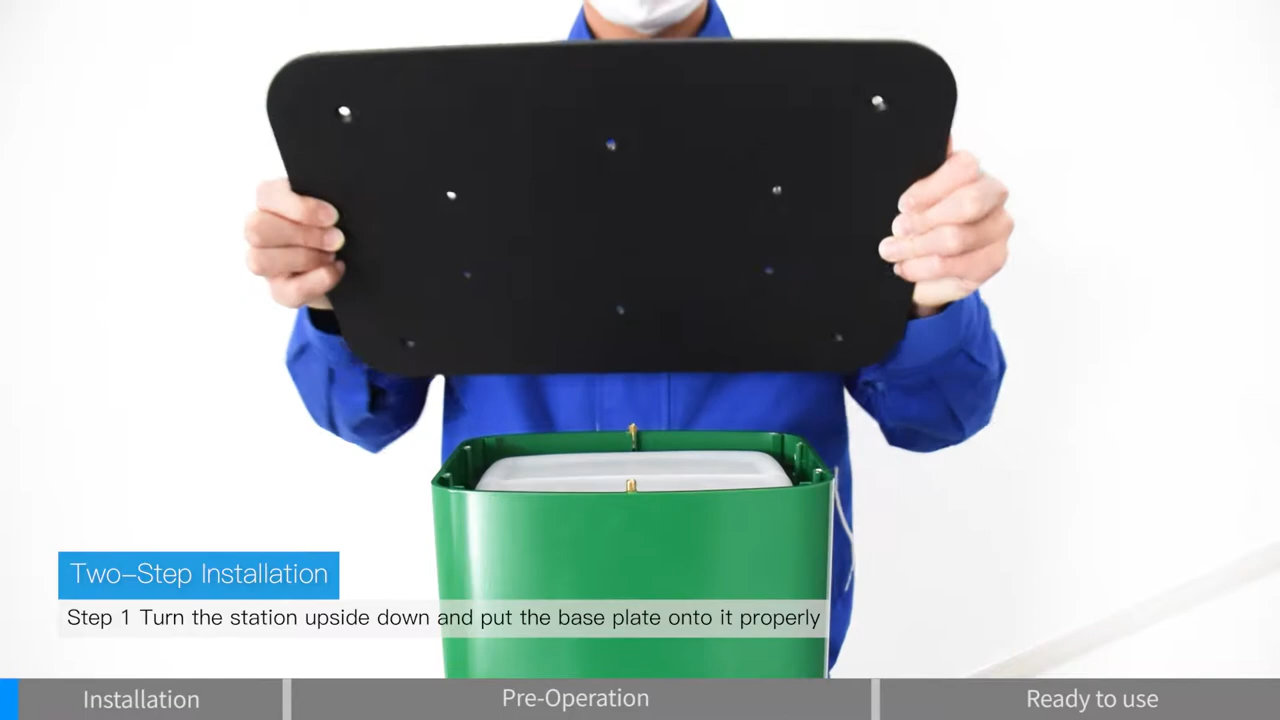 Two-Step Installation
Step 1 Turn the station upside down and put the base plate onto it properly
Installation
Pre-Operation
Ready to use